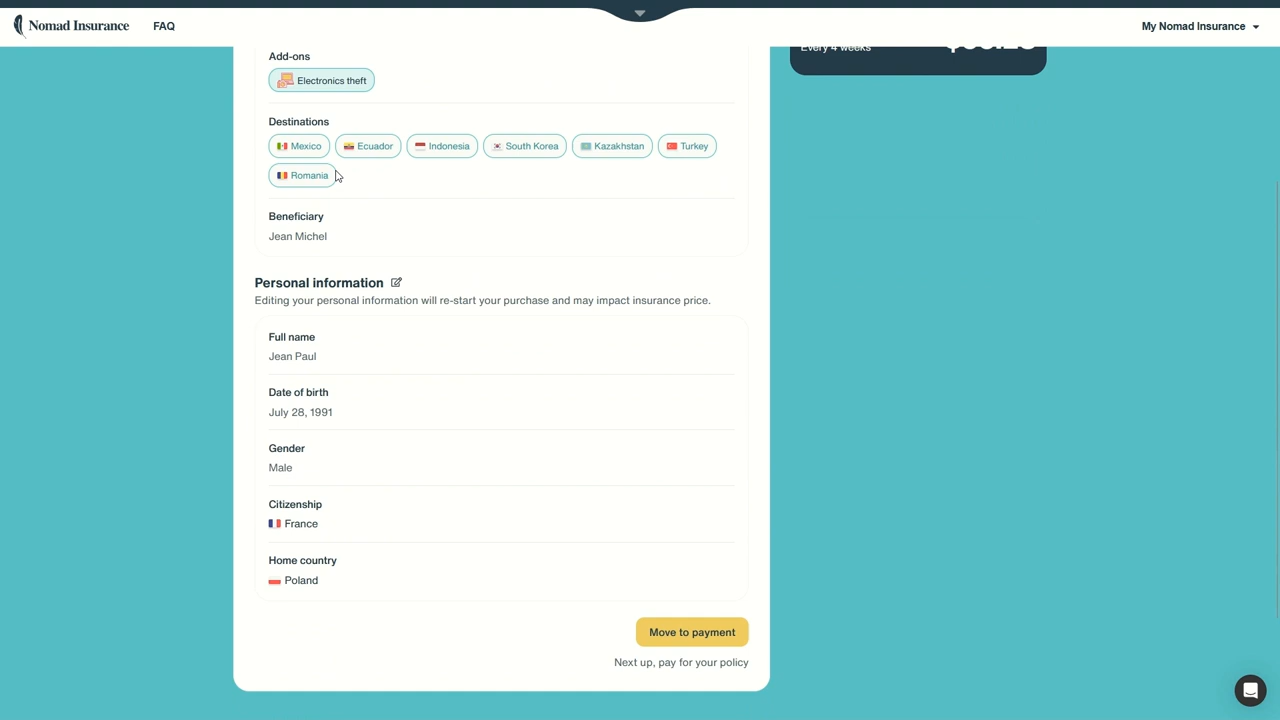 Nomad Insurance
FAQ
My Nomad Insurance
Every 4 weeks
Add-ons
Electronics theft
Destinations
Mexico Ecuador Indonesia South Korea Kazakhstan Turkey
Romania
Beneficiary
Jean Michel
Personal information
Editing your personal information will re-start your purchase and may impact insurance price.
Full name
Jean Paul
Date of birth
July 28, 1991
Gender
Male
Citizenship
France
Home country
Poland
Move to payment
Next up, pay for your policy